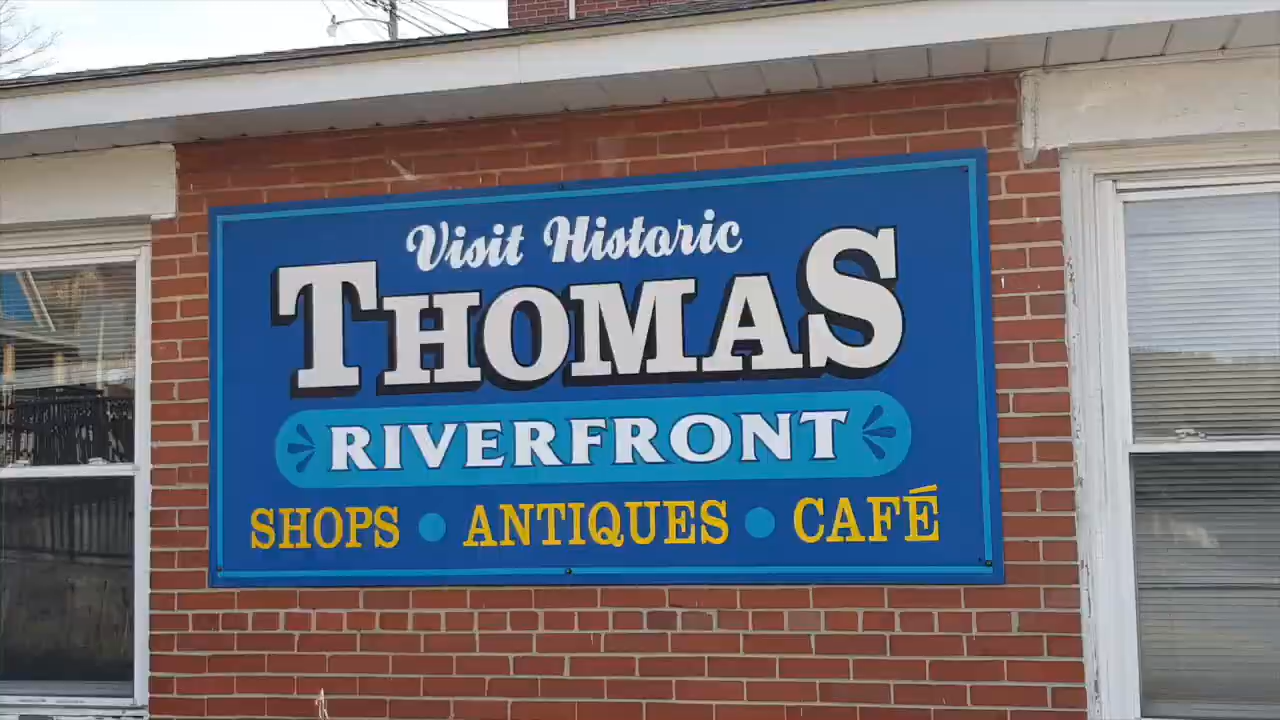 Visit Historic
THOMAS
RIVERFRONT
SHOPS • ANTIQUES • CAFÉ